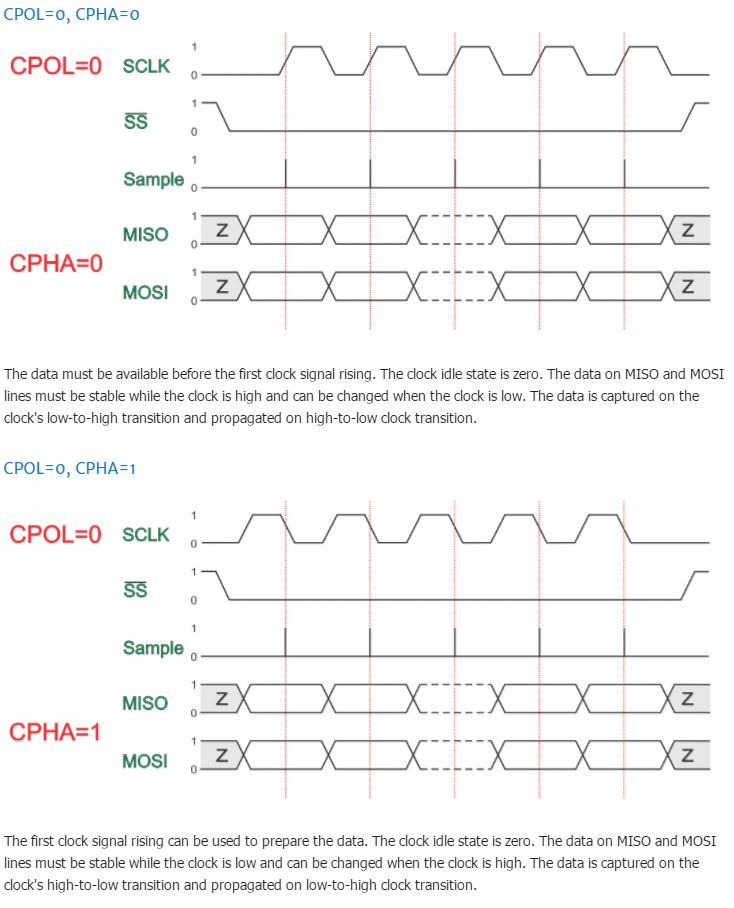 CPOL=0, CPHA=0
1
CPOL=0 SCLK
0
1
SS
0
1
Sample
0
1
MISO Z Z
0
CPHA=0
1
MOSI Z Z
0
The data must be available before the first clock signal rising. The clock idle state is zero. The data on MISO and MOSI
lines must be stable while the clock is high and can be changed when the clock is low. The data is captured on the
clock's low-to-high transition and propagated on high-to-low clock transition.
CPOL=0, CPHA=1
1
CPOL=0 SCLK
0
1
SS
0
1
Sample
0
1
MISO Z Z
0
CPHA=1
1
MOSI Z Z
0
The first clock signal rising can be used to prepare the data. The clock idle state is zero. The data on MISO and MOSI
lines must be stable while the clock is low and can be changed when the clock is high. The data is captured on the
clock's high-to-low transition and propagated on low-to-high clock transition.